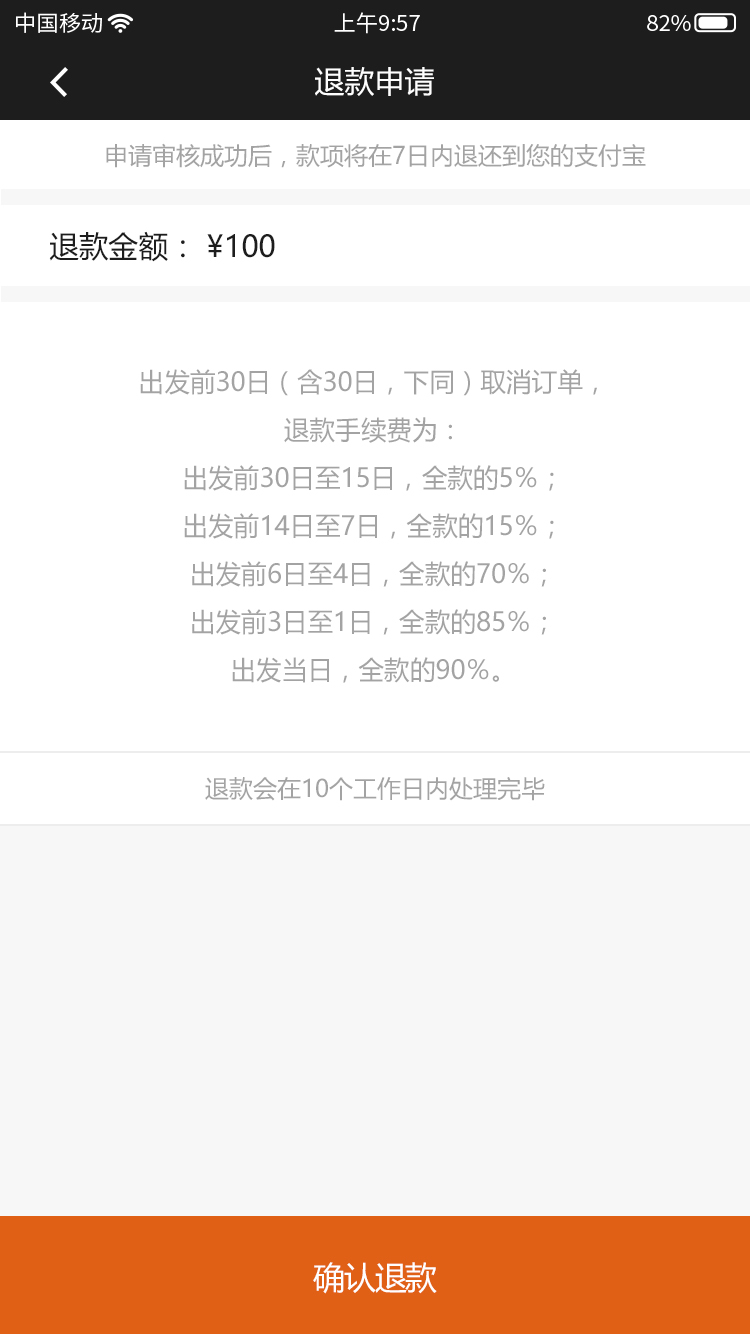 中国移动 上午9:57 82%
退款申请
申请审核成功后，款项将在7日内退还到您的支付宝
退款金额： ¥100
出发前30日（含30日，下同）取消订单，
退款手续费为：
出发前30日至15日，全款的5%；
出发前14日至7日，全款的15%；
出发前6日至4日，全款的70%；
出发前3日至1日，全款的85%；
出发当日，全款的90%。
退款会在10个工作日内处理完毕
确认退款